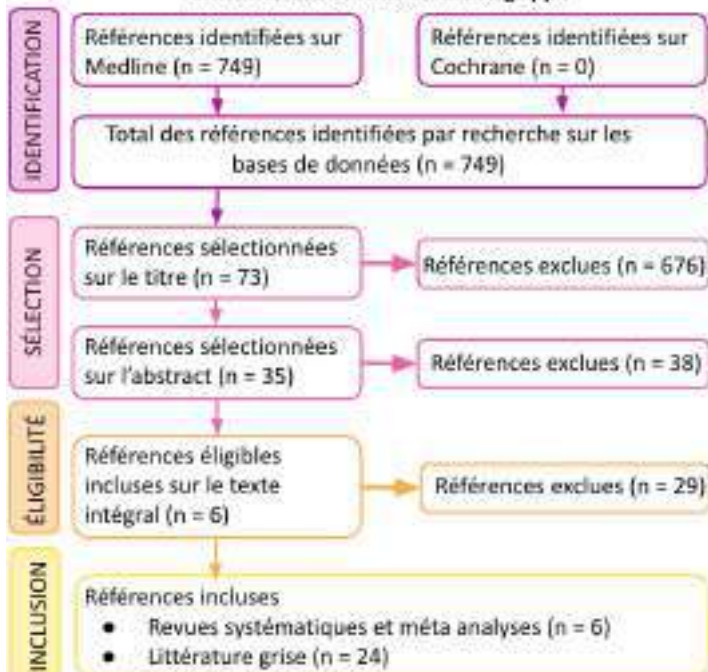 IDENTIFICATION
Références identifiées sur
Medline (n = 749)
Références identifiées sur
Cochrane (n = 0)
Total des références identifiées par recherche sur les
bases de données (n = 749)
SÉLECTION
Références sélectionnées
sur le titre (n = 73)
Références exclues (n = 676)
Références sélectionnées
sur l'abstract (n = 35)
Références exclues (n = 38)
ÉLIGIBILITÉ
Références éligibles
incluses sur le texte
intégral (n = 6)
Références exclues (n = 29)
INCLUSION
Références incluses
● Revues systématiques et méta analyses (n = 6)
● Littérature grise (n = 24)